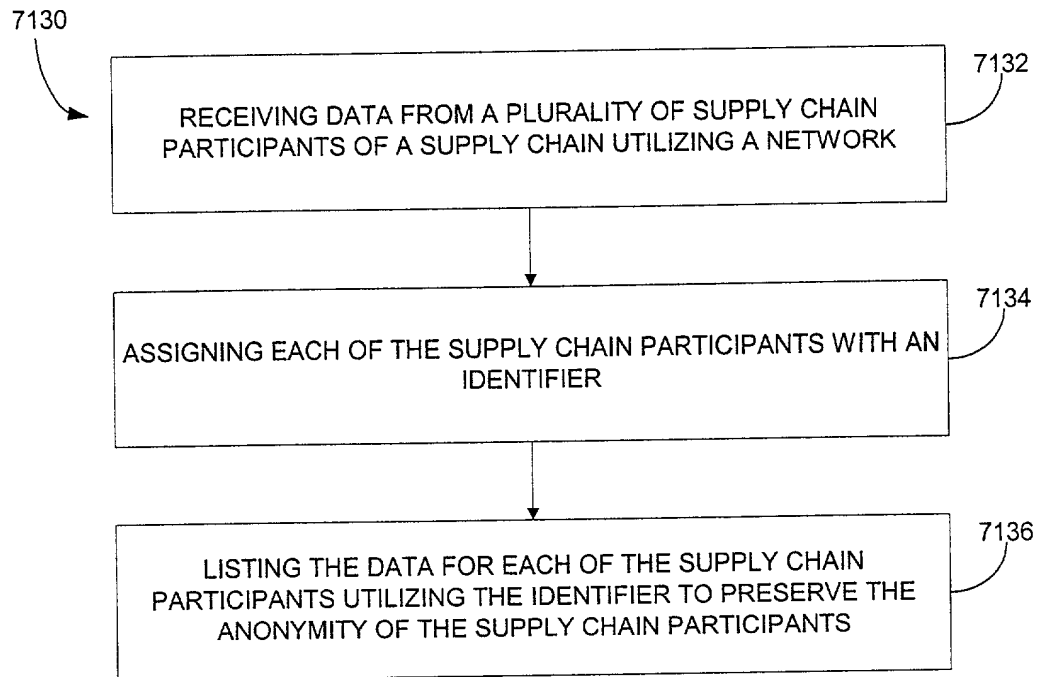 7130
7132
RECEIVING DATA FROM A PLURALITY OF SUPPLY CHAIN
PARTICIPANTS OF A SUPPLY CHAIN UTILIZING A NETWORK
7134
ASSIGNING EACH OF THE SUPPLY CHAIN PARTICIPANTS WITH AN
IDENTIFIER
7136
LISTING THE DATA FOR EACH OF THE SUPPLY CHAIN
PARTICIPANTS UTILIZING THE IDENTIFIER TO PRESERVE THE
ANONYMITY OF THE SUPPLY CHAIN PARTICIPANTS